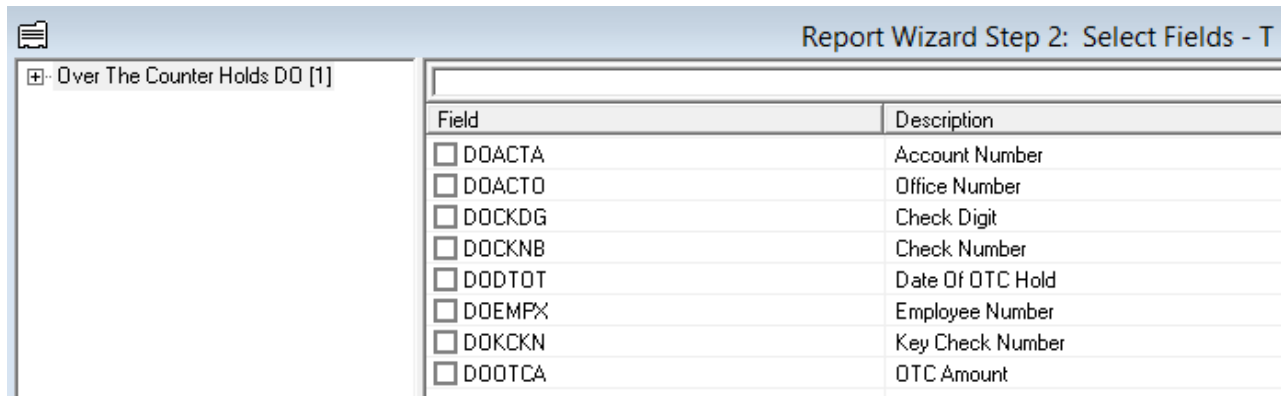 Report Wizard Step 2: Select Fields - T
Over The Counter Holds DO [1]
Field Description
DOACTA Account Number
DOACTO Office Number
DOCKDG Check Digit
DOCKNB Check Number
DODTOT Date Of OTC Hold
DOEMPX Employee Number
DOKCKN Key Check Number
DOOTCA OTC Amount